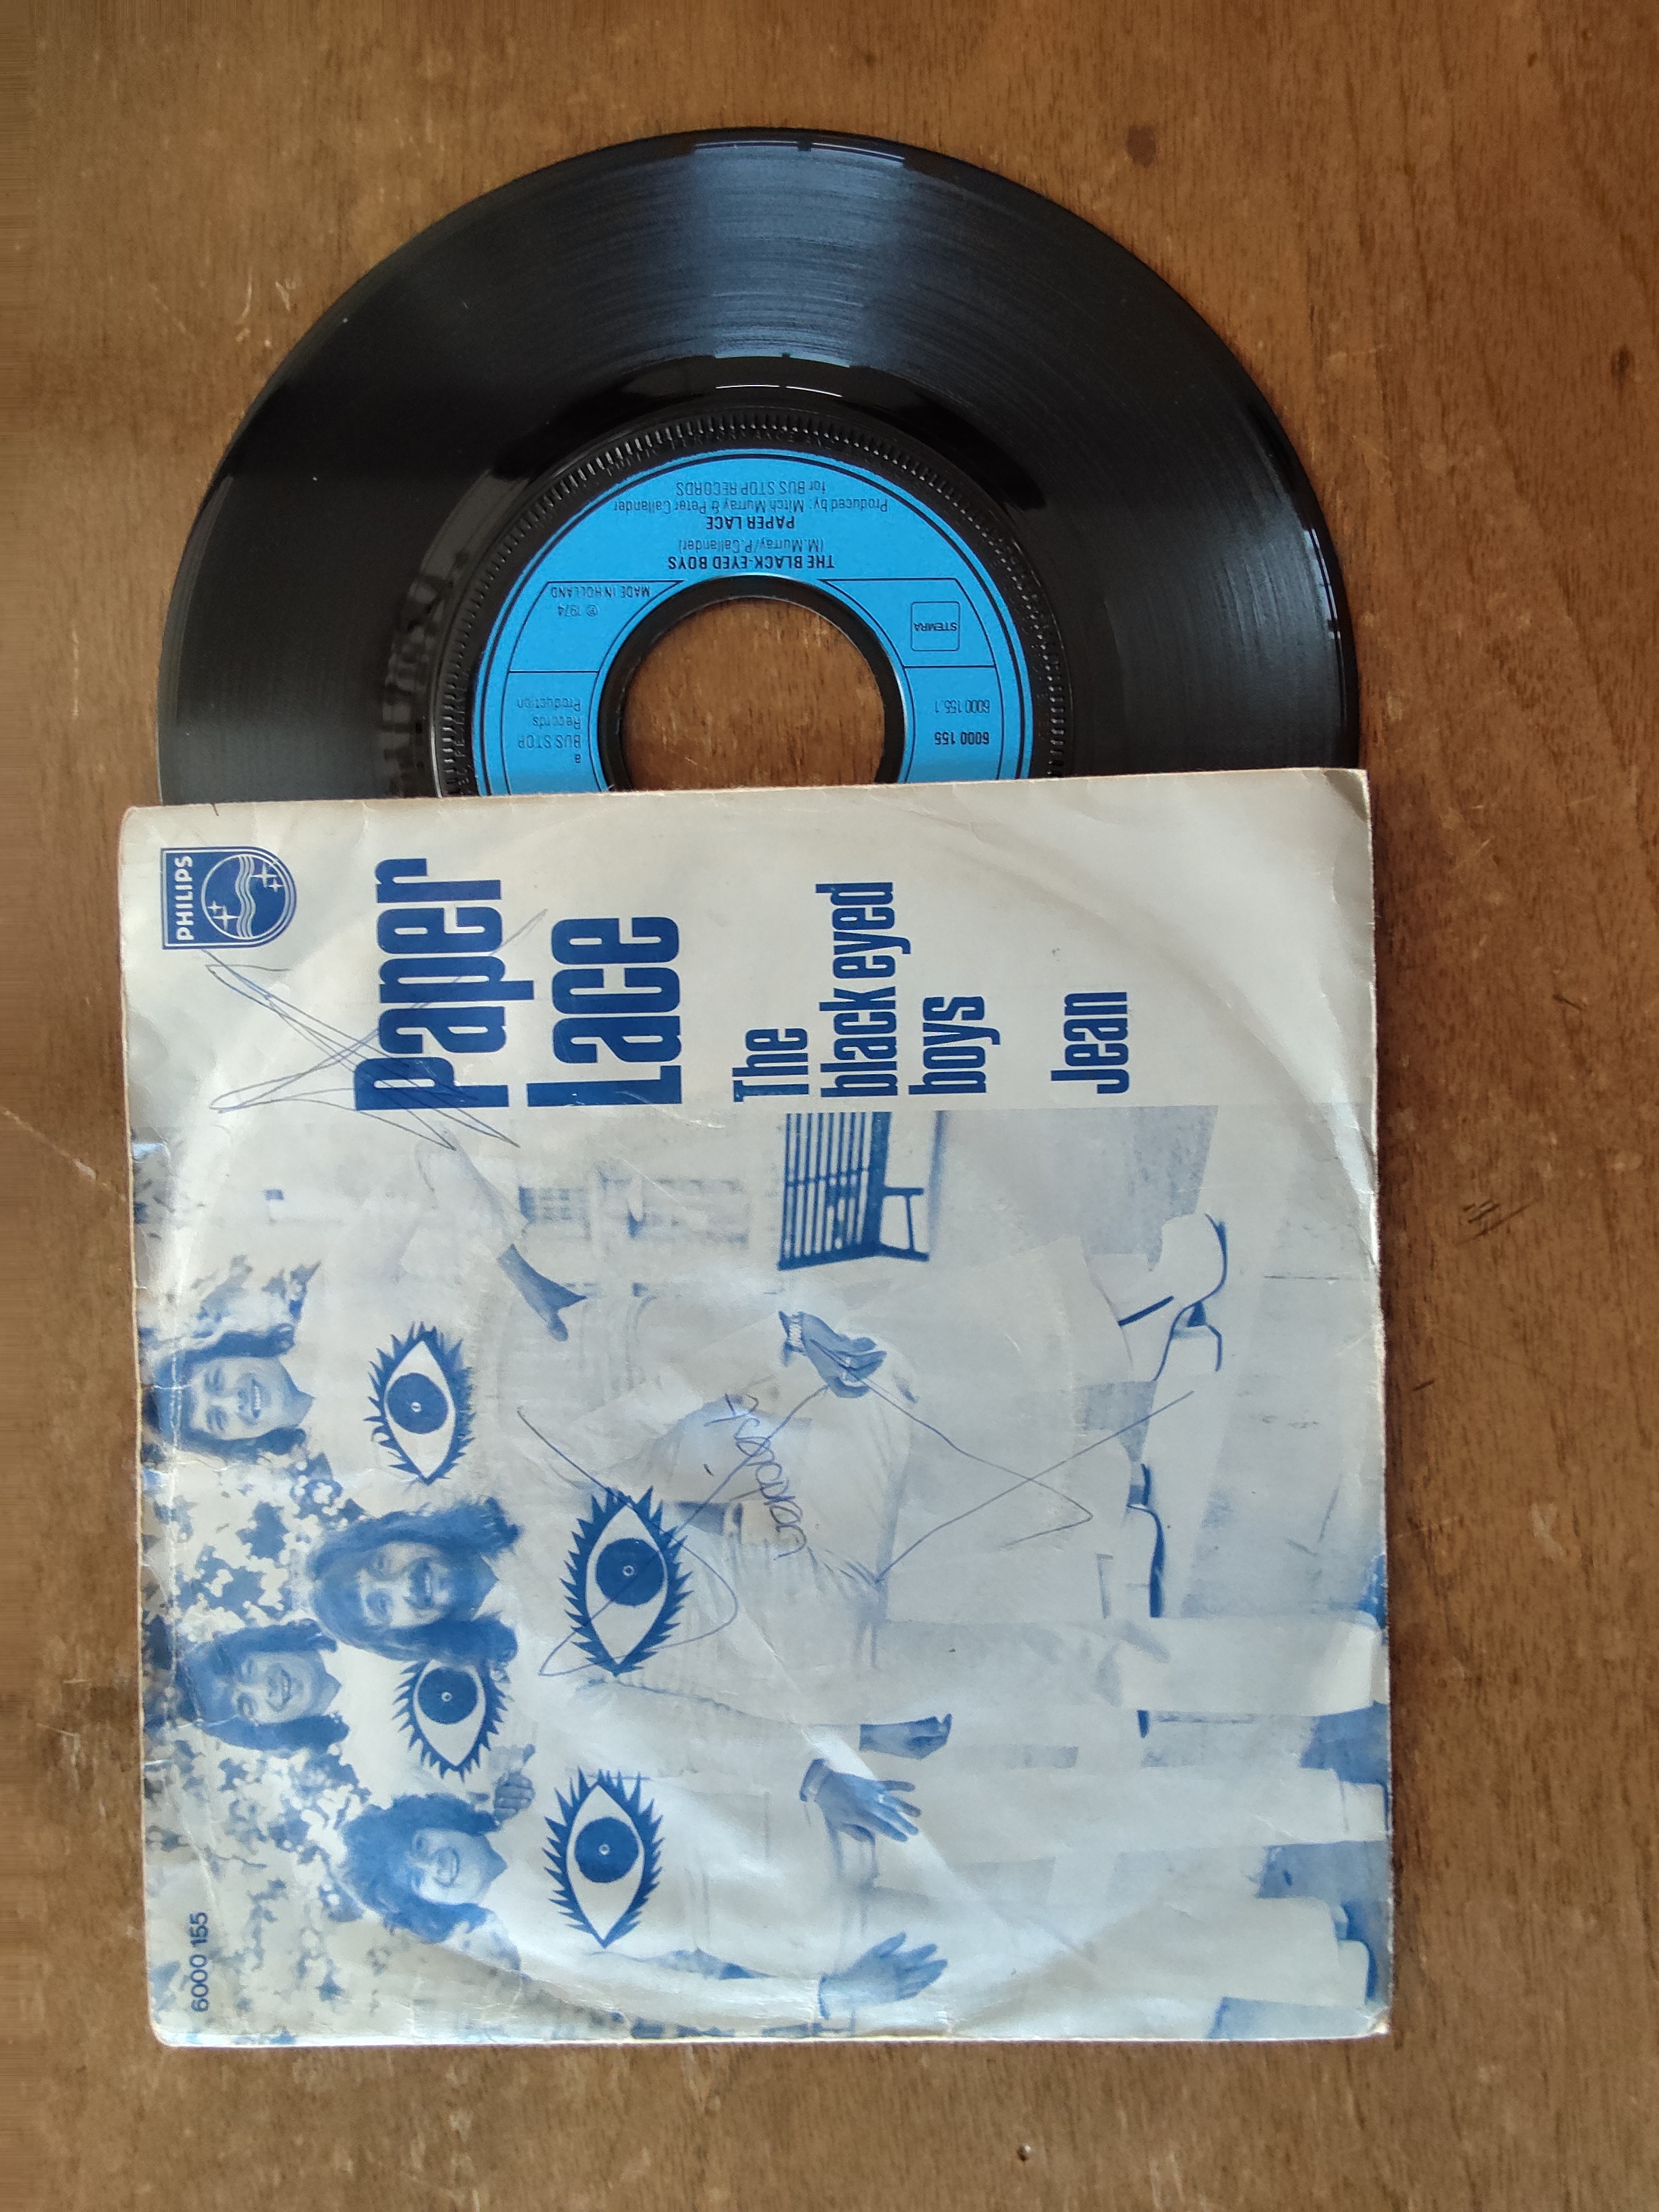 PHILIPS
Paper
Lace
The
black eyed
boys
Jean
6000 155
a
BUS STOP
Records
Production
6000 155
6000 155.1
STEMRA
MADE IN HOLLAND
℗ 1974
THE BLACK-EYED BOYS
(M.Murray/P.Callander)
PAPER LACE
Produced by: Mitch Murray & Peter Callander
for BUS STOP RECORDS